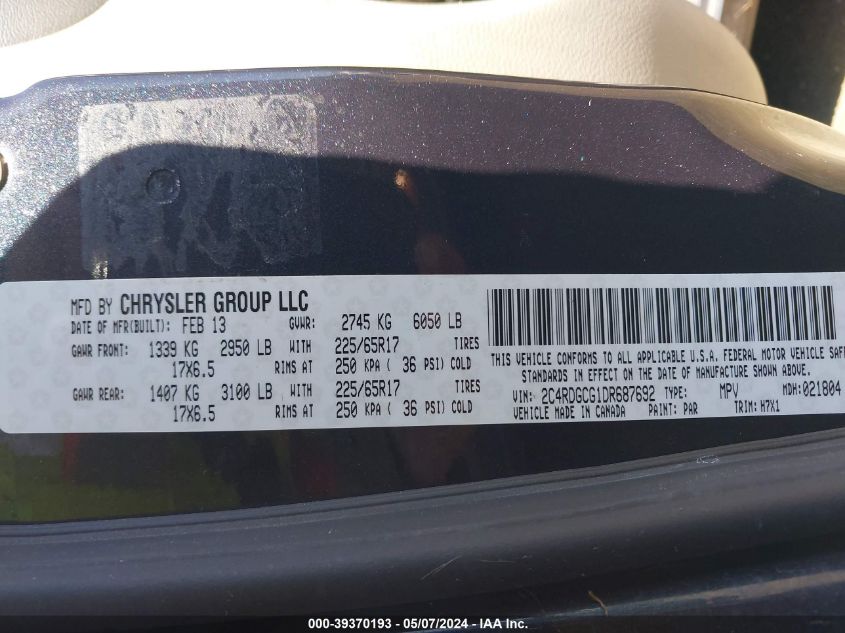 MFD BY CHRYSLER GROUP LLC
DATE OF MFR(BUILT): FEB 13 GVWR: 2745 KG 6050 LB
GAWR FRONT: 1339 KG 2950 LB WITH 225/65R17 TIRES
17X6.5 RIMS AT 250 KPA ( 36 PSI) COLD
GAWR REAR: 1407 KG 3100 LB WITH 225/65R17 TIRES
17X6.5 RIMS AT 250 KPA ( 36 PSI) COLD
THIS VEHICLE CONFORMS TO ALL APPLICABLE U.S.A. FEDERAL MOTOR VEHICLE SAFE
STANDARDS IN EFFECT ON THE DATE OF MANUFACTURE SHOWN ABOVE.
VIN: 2C4RDGCG1DR687692 TYPE: MPV MDH:021804
VEHICLE MADE IN CANADA PAINT: PAR TRIM: H7X1
000-39370193 - 05/07/2024 - IAA Inc.